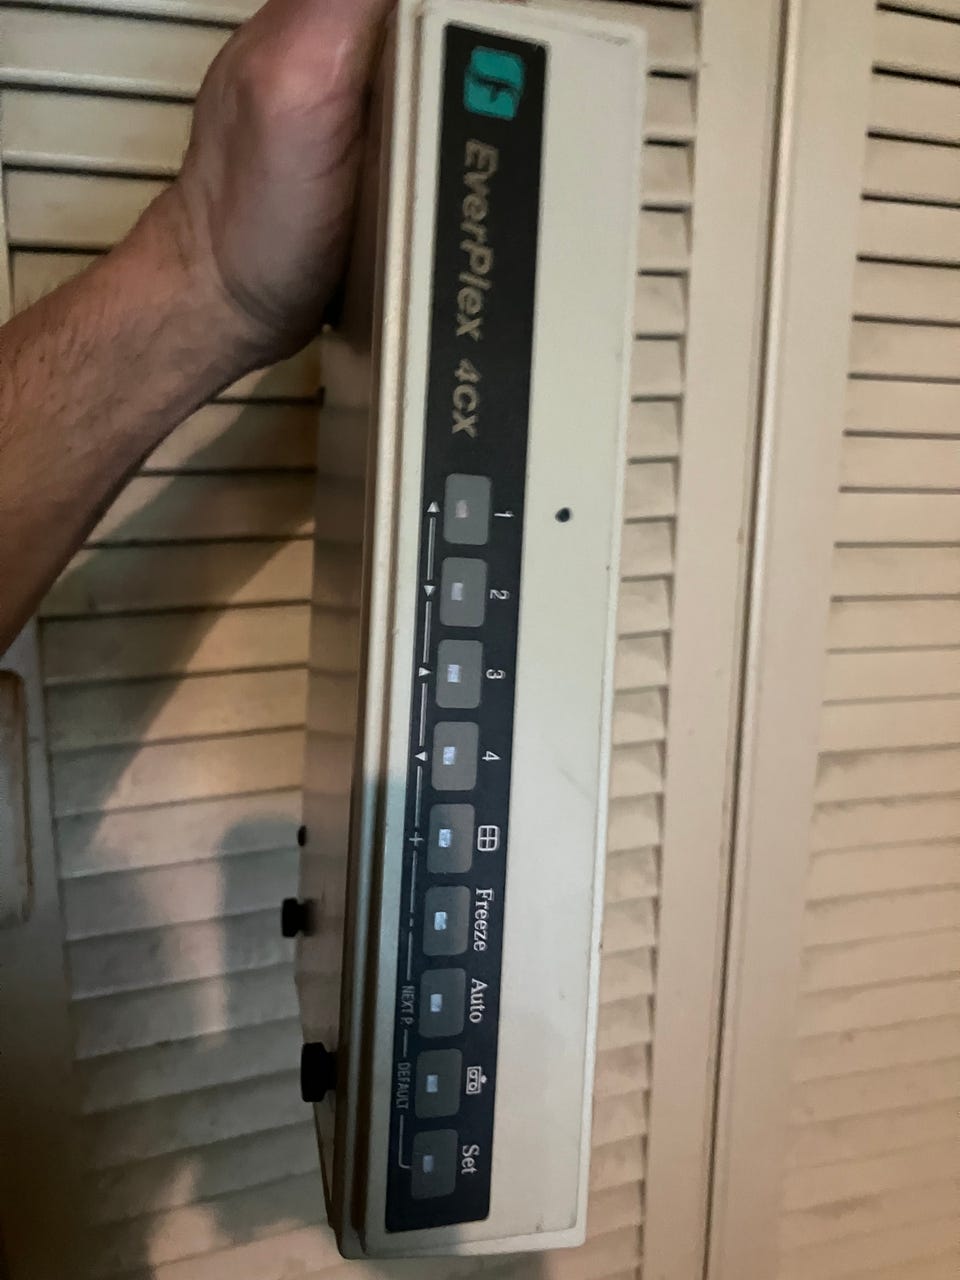 EverPlex 4CX
1 2 3 4 Freeze Auto Set
+ - NEXT P. DEFAULT